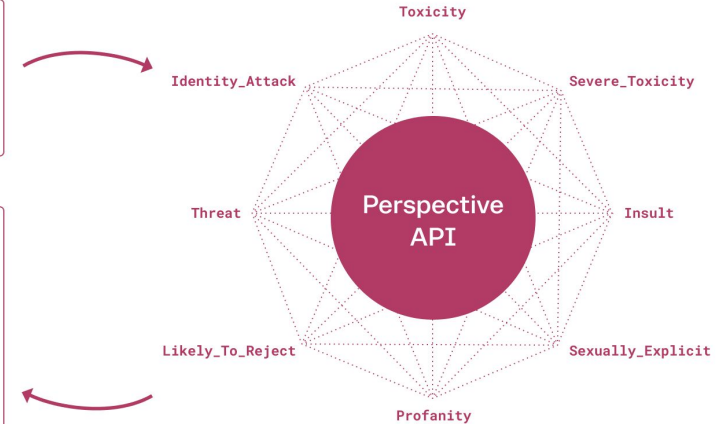 Toxicity
Identity_Attack
Severe_Toxicity
Threat
Perspective
API
Insult
Likely_To_Reject
Sexually_Explicit
Profanity